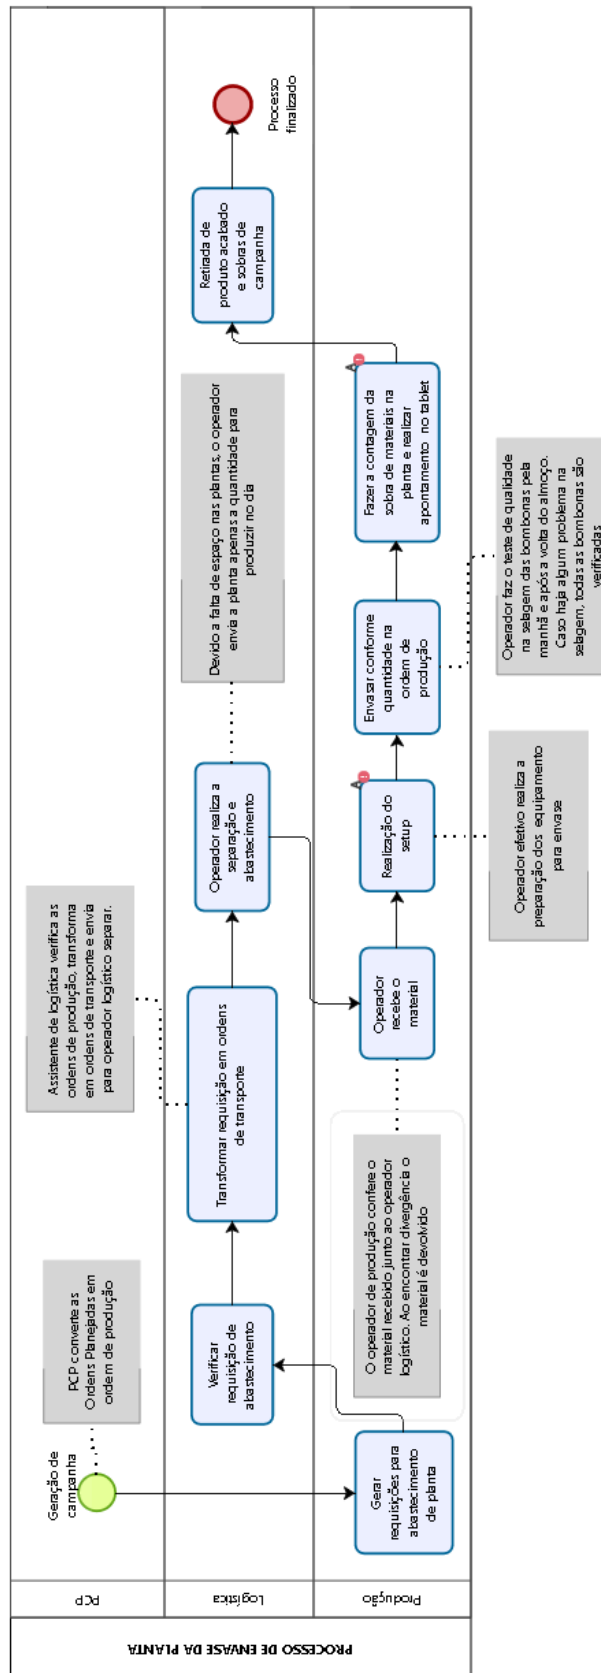 PROCESSO DE ENVASE DA PLANTA
PCP
Logística
Produção
Geração de
campanha
PCP converte as
Ordens Planejadas em
ordem de produção
Gerar
requisições para
abastecimento
de planta
Verificar
requisição de
abastecimento
Assistente de logística verifica as
ordens de produção, transforma
em ordens de transporte e envia
para operador logístico separar.
Transformar requisição em ordens
de transporte
Operador realiza a
separação e
abastecimento
Devido a falta de espaço nas plantas, o operador
envia a planta apenas a quantidade para
produzir no dia
O operador de produção confere o
material recebido junto ao operador
logístico. Ao encontrar divergência o
material é devolvido
Operador
recebe o
material
Realização do
setup
Operador efetivo realiza a
preparação dos equipamento
para envase
Envasar conforme
quantidade na
ordem de
produção
Operador faz o teste de qualidade
na selagem das bombonas pela
manhã e após a volta do almoço.
Caso haja algum problema na
selagem, todas as bombonas são
verificadas
Fazer a contagem da
sobra de materiais na
planta e realizar
apontamento no tablet
Retirada de
produto acabado
e sobras de
campanha
Processo
finalizado